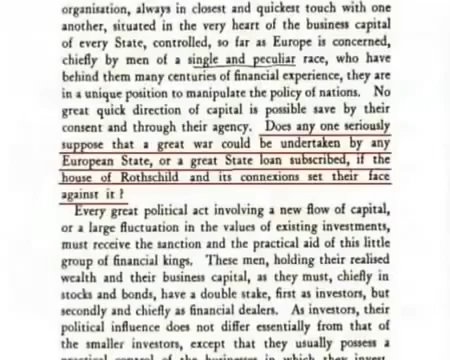 organisation, always in closest and quickest touch with one
another, situated in the very heart of the business capital
of every State, controlled, so far as Europe is concerned,
chiefly by men of a single and peculiar race, who have
behind them many centuries of financial experience, they are
in a unique position to manipulate the policy of nations. No
great quick direction of capital is possible save by their
consent and through their agency. Does any one seriously
suppose that a great war could be undertaken by any
European State, or a great State loan subscribed, if the
house of Rothschild and its connexions set their face
against it ?
Every great political act involving a new flow of capital,
or a large fluctuation in the values of existing investments,
must receive the sanction and the practical aid of this little
group of financial kings. These men, holding their realised
wealth and their business capital, as they must, chiefly in
stocks and bonds, have a double stake, first as investors, but
secondly and chiefly as financial dealers. As investors, their
political influence does not differ essentially from that of
the smaller investors, except that they usually possess a
practical control of the businesses in which they invest.